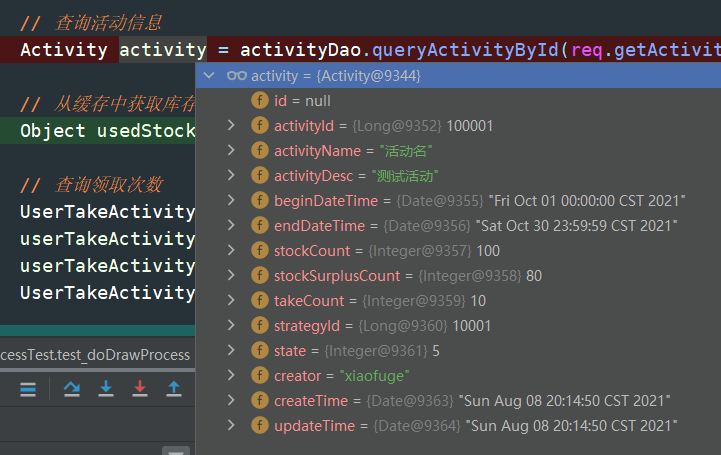 // 查询活动信息
Activity activity = activityDao.queryActivityById(req.getActivit
activity = {Activity@9344}
id = null
// 从缓存中获取库存
activityId = {Long@9352} 100001
Object usedStock
activityName = "活动名"
activityDesc = "测试活动"
// 查询领取次数
beginDateTime = {Date@9355} "Fri Oct 01 00:00:00 CST 2021"
UserTakeActivity
endDateTime = {Date@9356} "Sat Oct 30 23:59:59 CST 2021"
userTakeActivity
stockCount = {Integer@9357} 100
userTakeActivity
stockSurplusCount = {Integer@9358} 80
UserTakeActivity
takeCount = {Integer@9359} 10
strategyId = {Long@9360} 10001
cessTest.test_doDrawProcess
state = {Integer@9361} 5
creator = "xiaofuge"
createTime = {Date@9363} "Sun Aug 08 20:14:50 CST 2021"
updateTime = {Date@9364} "Sun Aug 08 20:14:50 CST 2021"